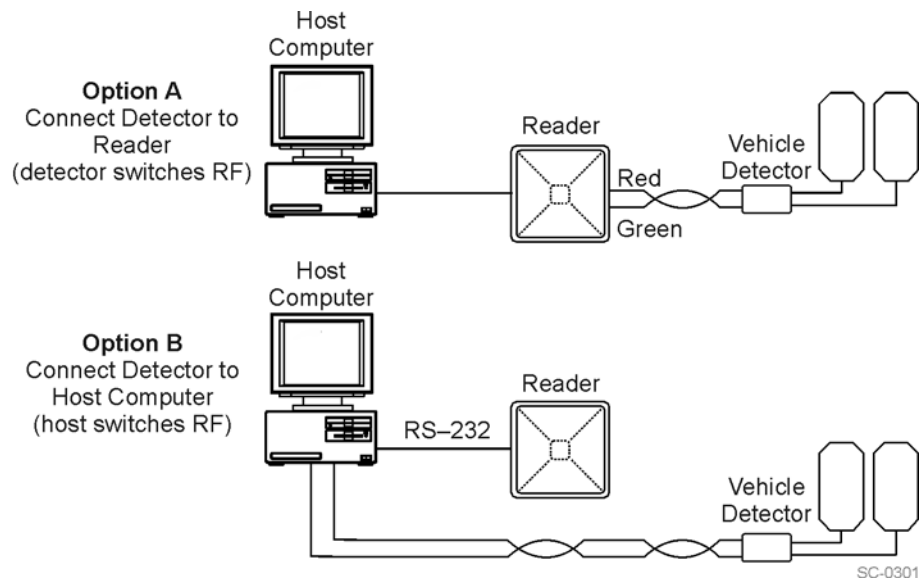 Host
Computer
Option A
Connect Detector to
Reader
(detector switches RF)
Reader
Red
Green
Vehicle
Detector
Host
Computer
Option B
Connect Detector to
Host Computer
(host switches RF)
RS–232
Reader
Vehicle
Detector
SC-0301